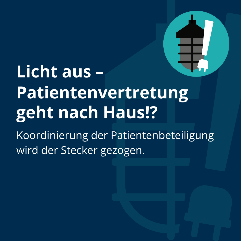 Licht aus –
Patientenvertretung
geht nach Haus!?
Koordinierung der Patientenbeteiligung
wird der Stecker gezogen.